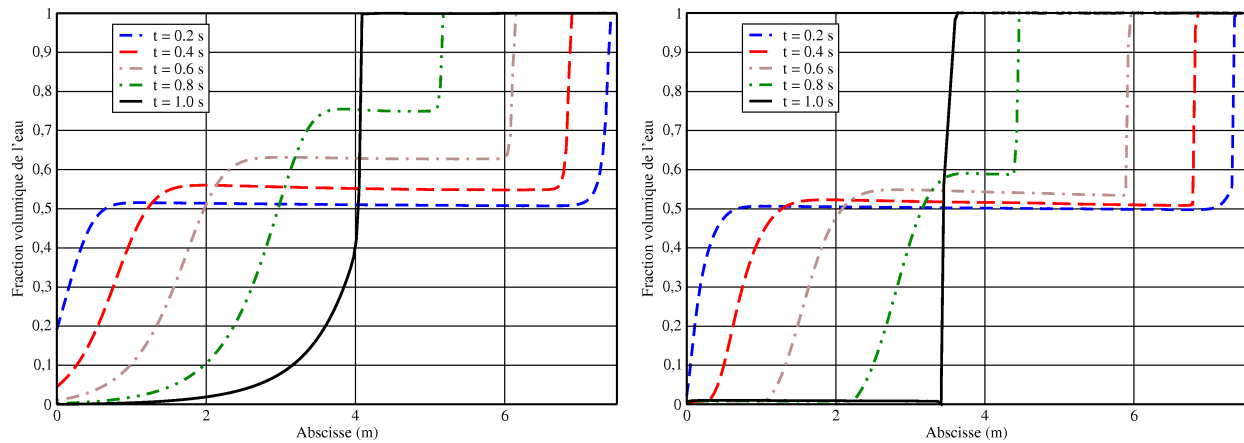 1
0,9
0,8
0,7
0,6
0,5
0,4
0,3
0,2
0,1
0
Fraction volumique de l'eau
t = 0.2 s
t = 0.4 s
t = 0.6 s
t = 0.8 s
t = 1.0 s
0 2 4 6
Abscisse (m)
1
0,9
0,8
0,7
0,6
0,5
0,4
0,3
0,2
0,1
0
Fraction volumique de l'eau
t = 0.2 s
t = 0.4 s
t = 0.6 s
t = 0.8 s
t = 1.0 s
0 2 4 6
Abscisse (m)